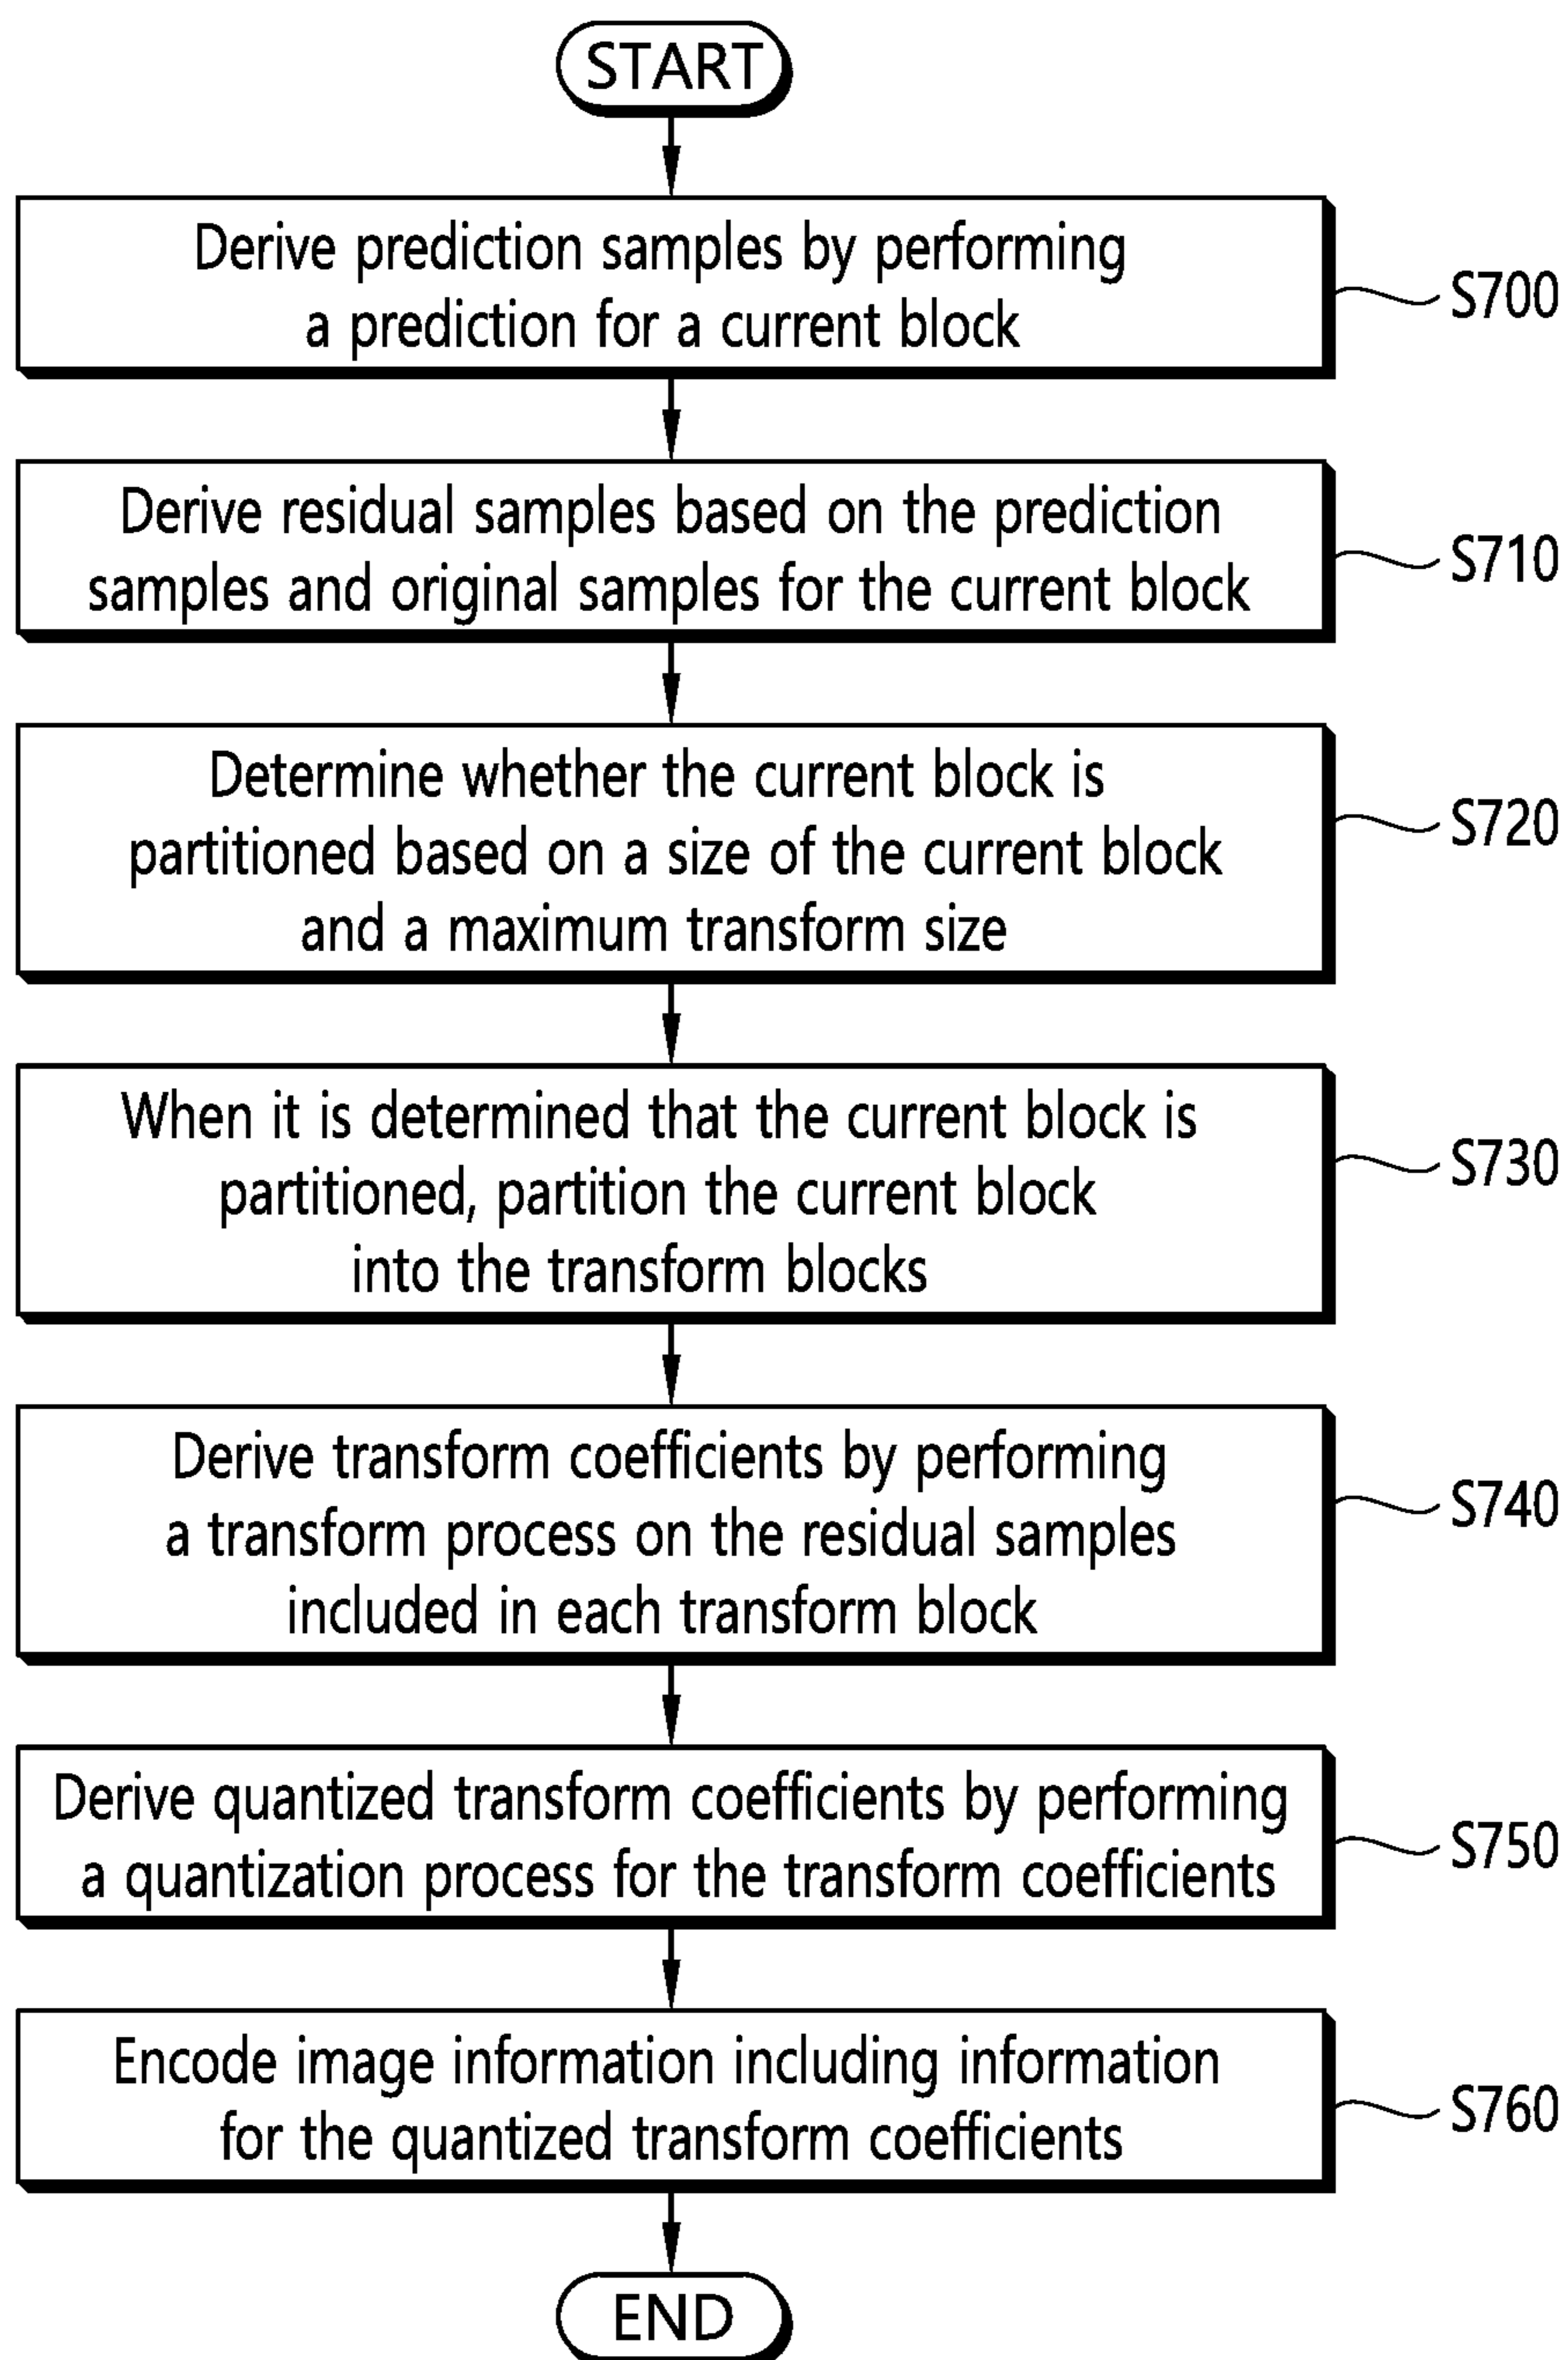 START
Derive prediction samples by performing
a prediction for a current block
S700
Derive residual samples based on the prediction
samples and original samples for the current block
S710
Determine whether the current block is
partitioned based on a size of the current block
and a maximum transform size
S720
When it is determined that the current block is
partitioned, partition the current block
into the transform blocks
S730
Derive transform coefficients by performing
a transform process on the residual samples
included in each transform block
S740
Derive quantized transform coefficients by performing
a quantization process for the transform coefficients
S750
Encode image information including information
for the quantized transform coefficients
S760
END